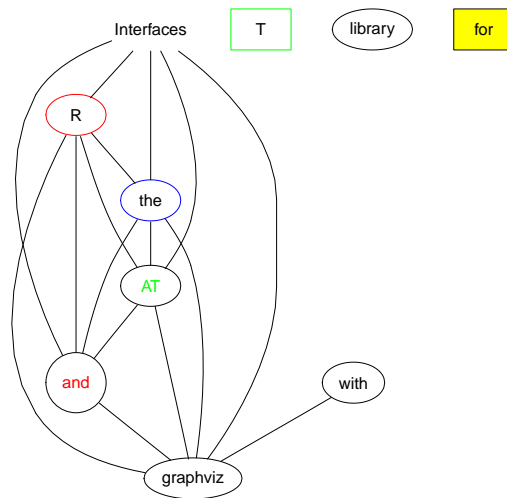 Interfaces
T
library
for
R
the
AT
and
with
graphviz